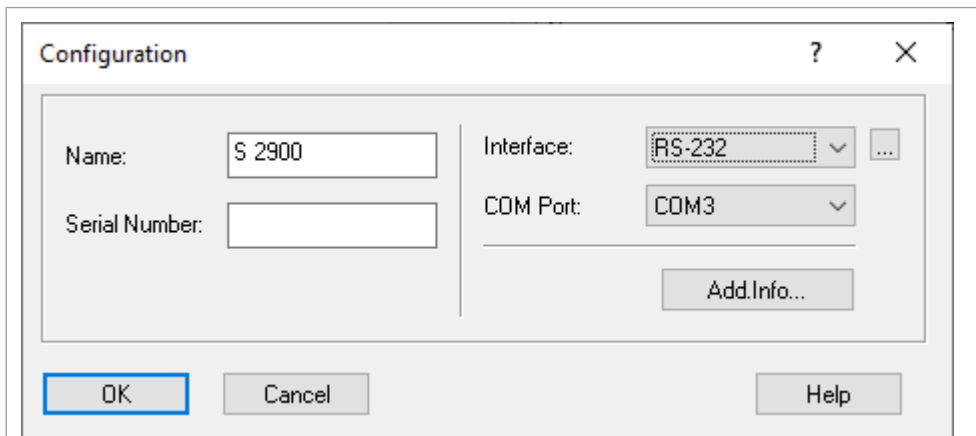 Configuration
?
Name:
S 2900
Serial Number:
Interface:
RS-232
...
COM Port:
COM3
Add.Info...
OK
Cancel
Help